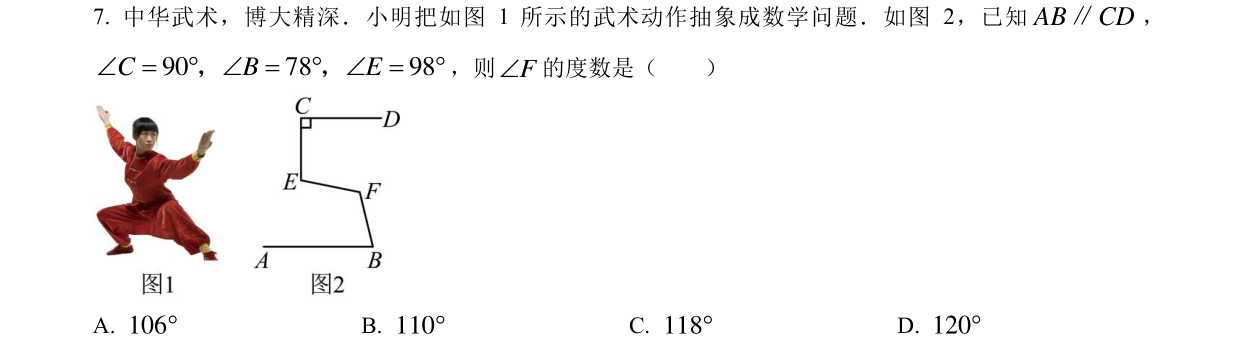 7. 中华武术，博大精深．小明把如图 1 所示的武术动作抽象成数学问题．如图 2，已知 AB∥CD，
∠C=90°，∠B=78°，∠E=98°，则∠F的度数是（　　）
C
D
E
F
A
B
图1
图2
A. 106°
B. 110°
C. 118°
D. 120°